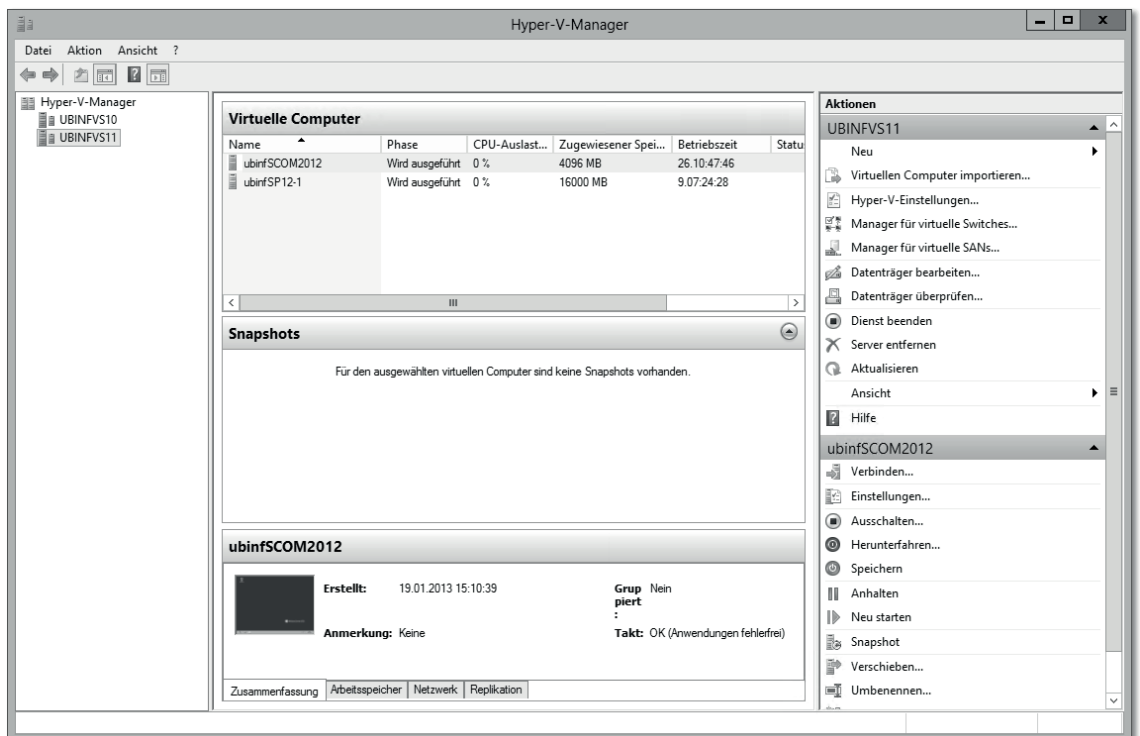 Hyper-V-Manager
Datei Aktion Ansicht ?
Hyper-V-Manager
UBINFVS10
UBINFVS11
Virtuelle Computer
Name Phase CPU-Auslast... Zugewiesener Spei... Betriebszeit Statu
ubinfSCOM2012 Wird ausgeführt 0 % 4096 MB 26.10:47:46
ubinfSP12-1 Wird ausgeführt 0 % 16000 MB 9.07:24:28
Snapshots
Für den ausgewählten virtuellen Computer sind keine Snapshots vorhanden.
ubinfSCOM2012
Erstellt: 19.01.2013 15:10:39
Grup Nein
piert
:
Anmerkung: Keine
Takt: OK (Anwendungen fehlerfrei)
Zusammenfassung Arbeitsspeicher Netzwerk Replikation
Aktionen
UBINFVS11
Neu
Virtuellen Computer importieren...
Hyper-V-Einstellungen...
Manager für virtuelle Switches...
Manager für virtuelle SANs...
Datenträger bearbeiten...
Datenträger überprüfen...
Dienst beenden
Server entfernen
Aktualisieren
Ansicht
Hilfe
ubinfSCOM2012
Verbinden...
Einstellungen...
Ausschalten...
Herunterfahren...
Speichern
Anhalten
Neu starten
Snapshot
Verschieben...
Umbenennen...